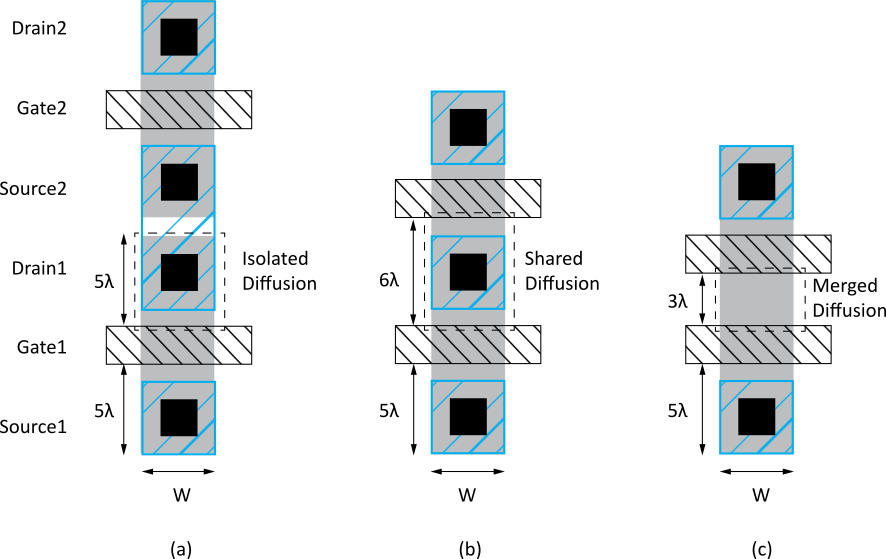 Drain2
Gate2
Source2
Drain1
Gate1
Source1
5λ
5λ
Isolated
Diffusion
W
(a)
6λ
5λ
Shared
Diffusion
W
(b)
3λ
5λ
Merged
Diffusion
W
(c)